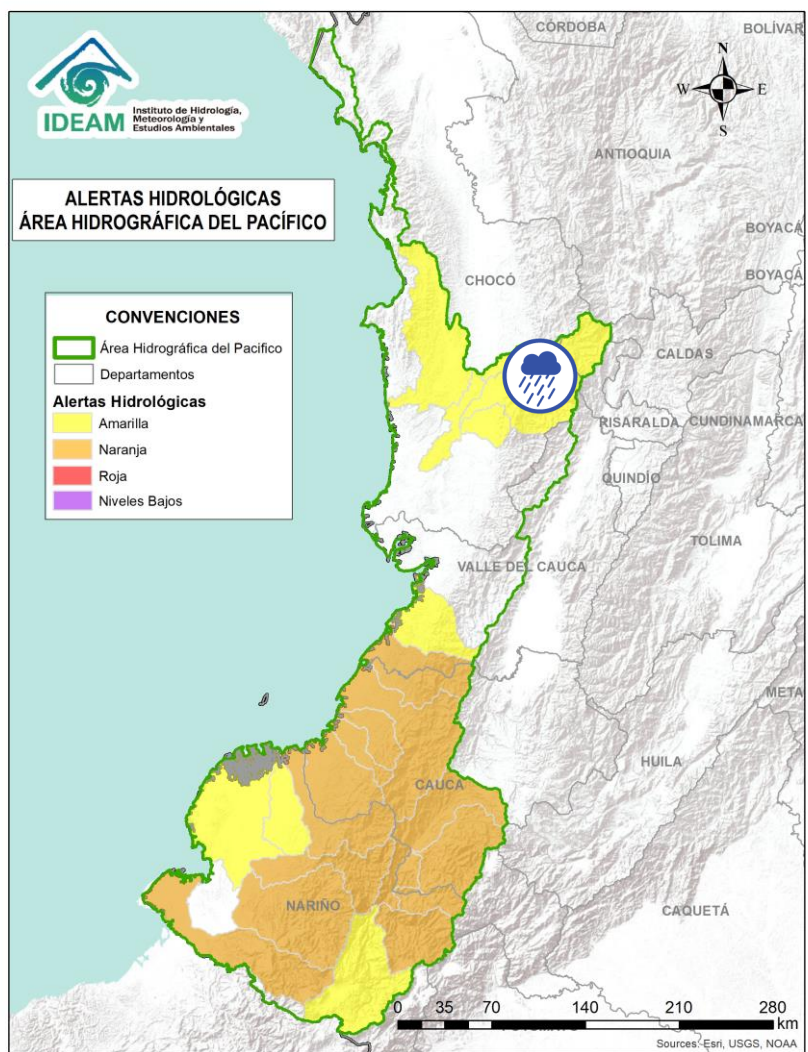 CÓRDOBA
BOLÍVAR
IDEAM
Instituto de Hidrología,
Meteorología y
Estudios Ambientales
N
W E
S
ANTIOQUIA
ALERTAS HIDROLÓGICAS
ÁREA HIDROGRÁFICA DEL PACÍFICO
BOYACÁ
BOYACÁ
CHOCÓ
CONVENCIONES
Área Hidrográfica del Pacifico
Departamentos
Alertas Hidrológicas
Amarilla
Naranja
Roja
Niveles Bajos
CALDAS
RISARALDA
CUNDINAMARCA
QUINDÍO
TOLIMA
VALLE DEL CAUCA
META
HUILA
CAUCA
NARIÑO
CAQUETÁ
0 35 70 140 210 280
km
Sources: Esri, USGS, NOAA